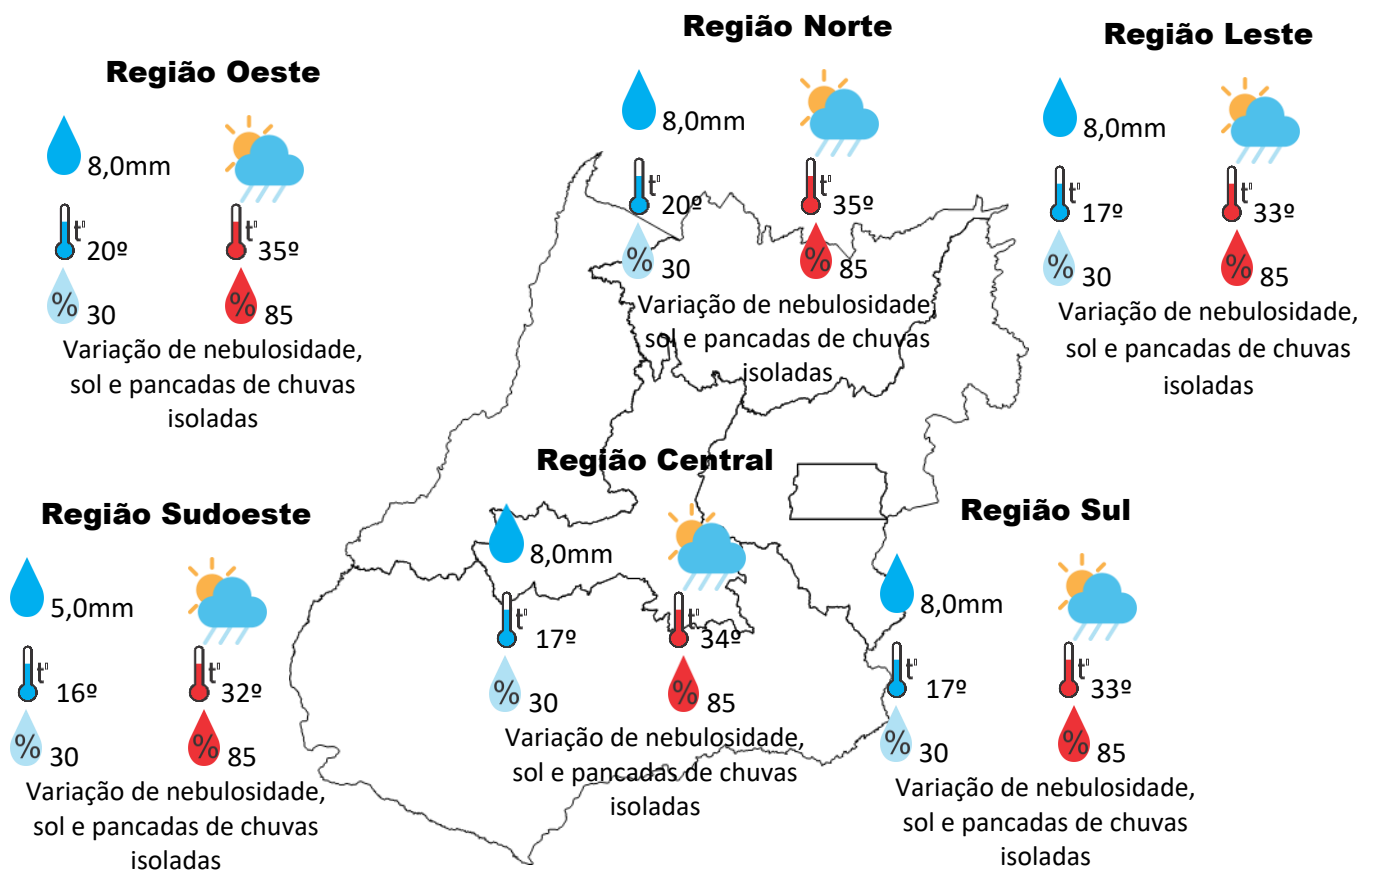 Região Norte
8,0mm
t°
20º
t°
35º
%
30
%
85
Variação de nebulosidade,
sol e pancadas de chuvas
isoladas
Região Leste
8,0mm
t°
17º
t°
33º
%
30
%
85
Variação de nebulosidade,
sol e pancadas de chuvas
isoladas
Região Oeste
8,0mm
t°
20º
t°
35º
%
30
%
85
Variação de nebulosidade,
sol e pancadas de chuvas
isoladas
Região Central
8,0mm
t°
17º
t°
34º
%
30
%
85
Variação de nebulosidade,
sol e pancadas de chuvas
isoladas
Região Sudoeste
5,0mm
t°
16º
t°
32º
%
30
%
85
Variação de nebulosidade,
sol e pancadas de chuvas
isoladas
Região Sul
8,0mm
t°
17º
t°
33º
%
30
%
85
Variação de nebulosidade,
sol e pancadas de chuvas
isoladas